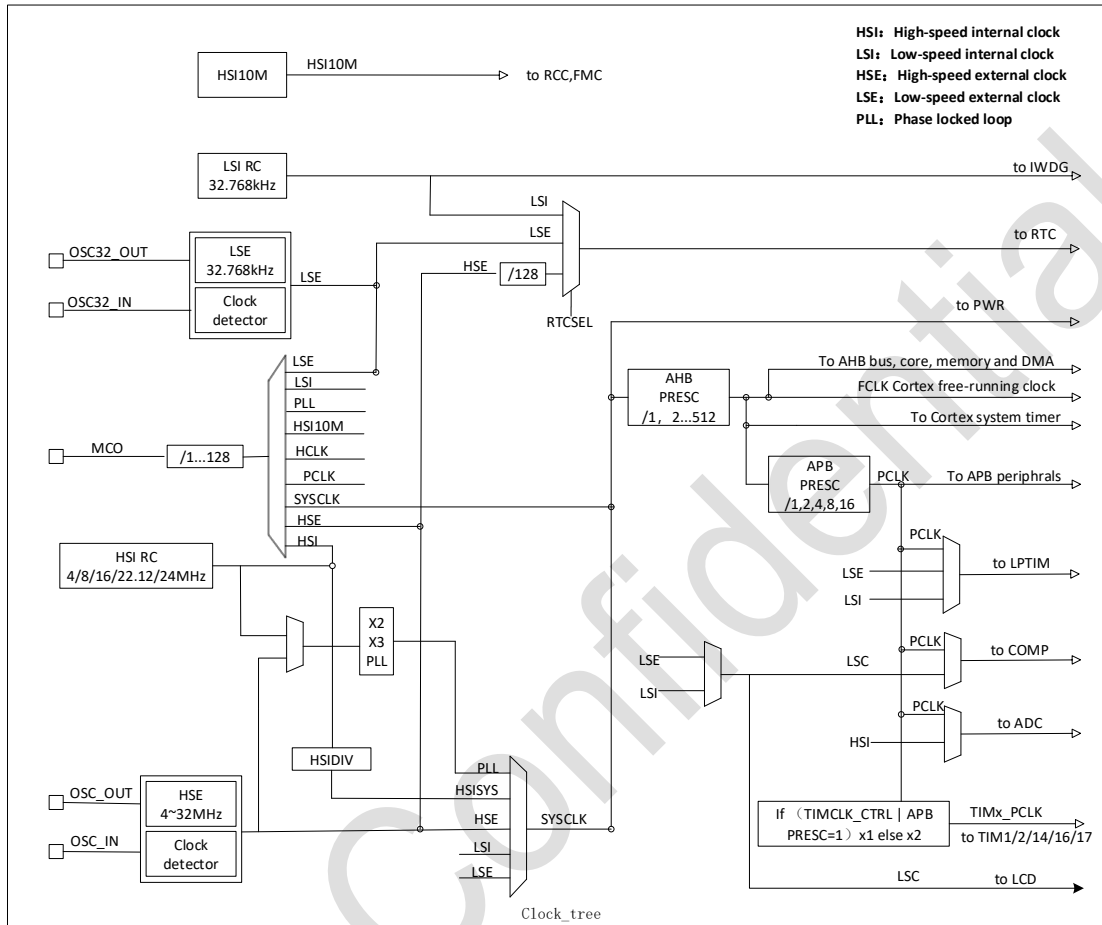 HSI：High-speed internal clock
LSI：Low-speed internal clock
HSE：High-speed external clock
LSE：Low-speed external clock
PLL：Phase locked loop
HSI10M
HSI10M
to RCC,FMC
LSI RC
32.768kHz
to IWDG
LSI
OSC32_OUT
LSE
32.768kHz
Clock
detector
OSC32_IN
LSE
LSE
HSE
/128
to RTC
RTCSEL
to PWR
LSE
LSI
PLL
HSI10M
HCLK
PCLK
SYSCLK
HSE
HSI
MCO
/1...128
AHB
PRESC
/1， 2...512
To AHB bus, core, memory and DMA
FCLK Cortex free-running clock
To Cortex system timer
APB
PRESC
/1,2,4,8,16
PCLK
To APB periphrals
HSI RC
4/8/16/22.12/24MHz
PCLK
LSE
LSI
to LPTIM
X2
X3
PLL
LSE
LSI
LSC
PCLK
to COMP
PCLK
HSI
to ADC
HSIDIV
OSC_OUT
HSE
4~32MHz
Clock
detector
OSC_IN
PLL
HSISYS
HSE
LSI
LSE
SYSCLK
If （TIMCLK_CTRL | APB
PRESC=1）x1 else x2
TIMx_PCLK
to TIM1/2/14/16/17
LSC
to LCD
Clock_tree
Confidential